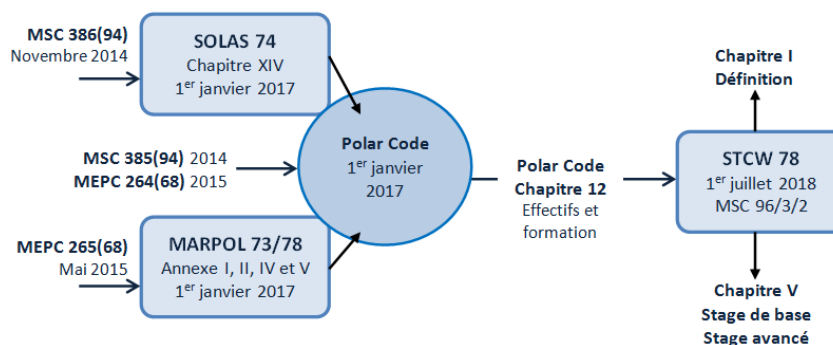 MSC 386(94)
Novembre 2014
SOLAS 74
Chapitre XIV
1er janvier 2017
MSC 385(94) 2014
MEPC 264(68) 2015
Polar Code
1er janvier
2017
MEPC 265(68)
Mai 2015
MARPOL 73/78
Annexe I, II, IV et V
1er janvier 2017
Polar Code
Chapitre 12
Effectifs et
formation
Chapitre I
Définition
STCW 78
1er juillet 2018
MSC 96/3/2
Chapitre V
Stage de base
Stage avancé